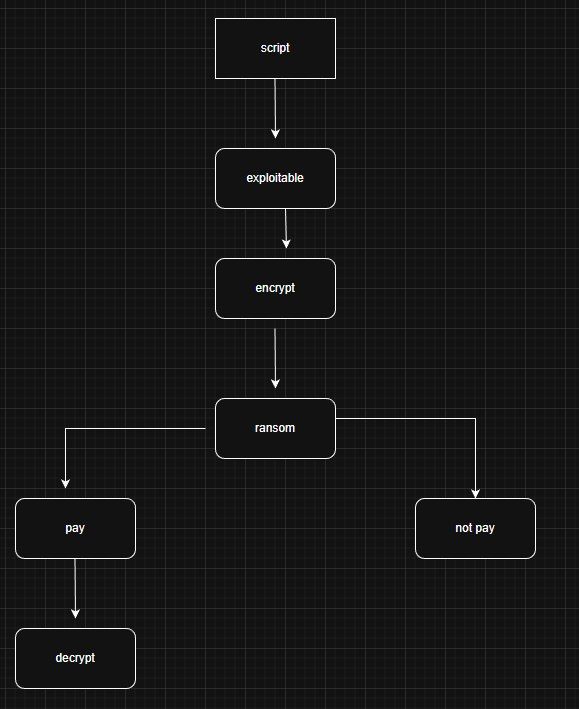 script
exploitable
encrypt
ransom
pay
not pay
decrypt